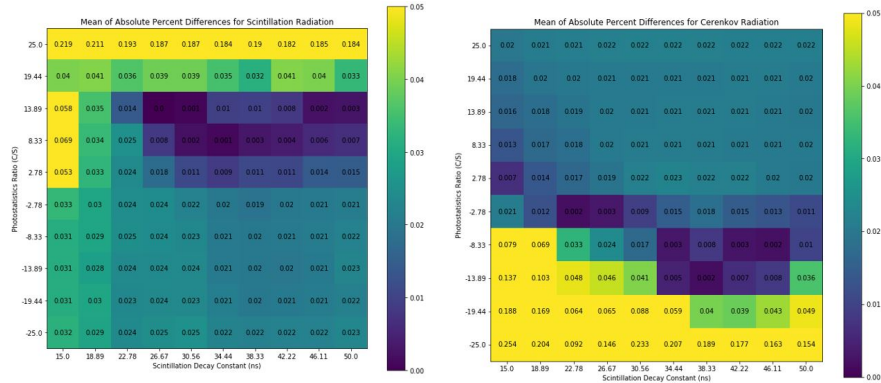 Mean of Absolute Percent Differences for Scintillation Radiation
Photostatistics Ratio (C/S)
25.0 0.219 0.211 0.193 0.187 0.187 0.184 0.19 0.182 0.185 0.184
19.44 0.04 0.041 0.036 0.039 0.039 0.035 0.032 0.041 0.04 0.033
13.89 0.058 0.035 0.014 0.0 0.001 0.01 0.01 0.008 0.002 0.003
8.33 0.069 0.034 0.025 0.008 0.002 0.001 0.003 0.004 0.006 0.007
2.78 0.053 0.033 0.024 0.018 0.011 0.009 0.011 0.011 0.014 0.015
-2.78 0.033 0.03 0.024 0.024 0.022 0.02 0.019 0.02 0.021 0.021
-8.33 0.031 0.029 0.025 0.024 0.023 0.021 0.02 0.021 0.021 0.022
-13.89 0.031 0.028 0.024 0.024 0.024 0.021 0.02 0.02 0.021 0.023
-19.44 0.031 0.03 0.023 0.024 0.024 0.022 0.021 0.021 0.022 0.022
-25.0 0.032 0.029 0.024 0.025 0.025 0.022 0.022 0.022 0.022 0.023
15.0 18.89 22.78 26.67 30.56 34.44 38.33 42.22 46.11 50.0
Scintillation Decay Constant (ns)
0.05
0.04
0.03
0.02
0.01
0.00
Mean of Absolute Percent Differences for Cerenkov Radiation
Photostatistics Ratio (C/S)
25.0 0.02 0.021 0.021 0.022 0.022 0.022 0.022 0.022 0.022 0.022
19.44 0.018 0.02 0.02 0.021 0.021 0.021 0.021 0.021 0.02 0.021
13.89 0.016 0.018 0.019 0.02 0.021 0.021 0.021 0.021 0.02 0.021
8.33 0.013 0.017 0.018 0.02 0.021 0.021 0.021 0.021 0.02 0.02
2.78 0.007 0.014 0.017 0.019 0.022 0.023 0.022 0.022 0.02 0.02
-2.78 0.021 0.012 0.002 0.003 0.009 0.015 0.018 0.015 0.013 0.011
-8.33 0.079 0.069 0.033 0.024 0.017 0.003 0.008 0.003 0.002 0.01
-13.89 0.137 0.103 0.048 0.046 0.041 0.005 0.002 0.007 0.008 0.036
-19.44 0.188 0.169 0.064 0.065 0.088 0.059 0.04 0.039 0.043 0.049
-25.0 0.254 0.204 0.092 0.146 0.233 0.207 0.189 0.177 0.163 0.154
15.0 18.89 22.78 26.67 30.56 34.44 38.33 42.22 46.11 50.0
Scintillation Decay Constant (ns)
0.05
0.04
0.03
0.02
0.01
0.00